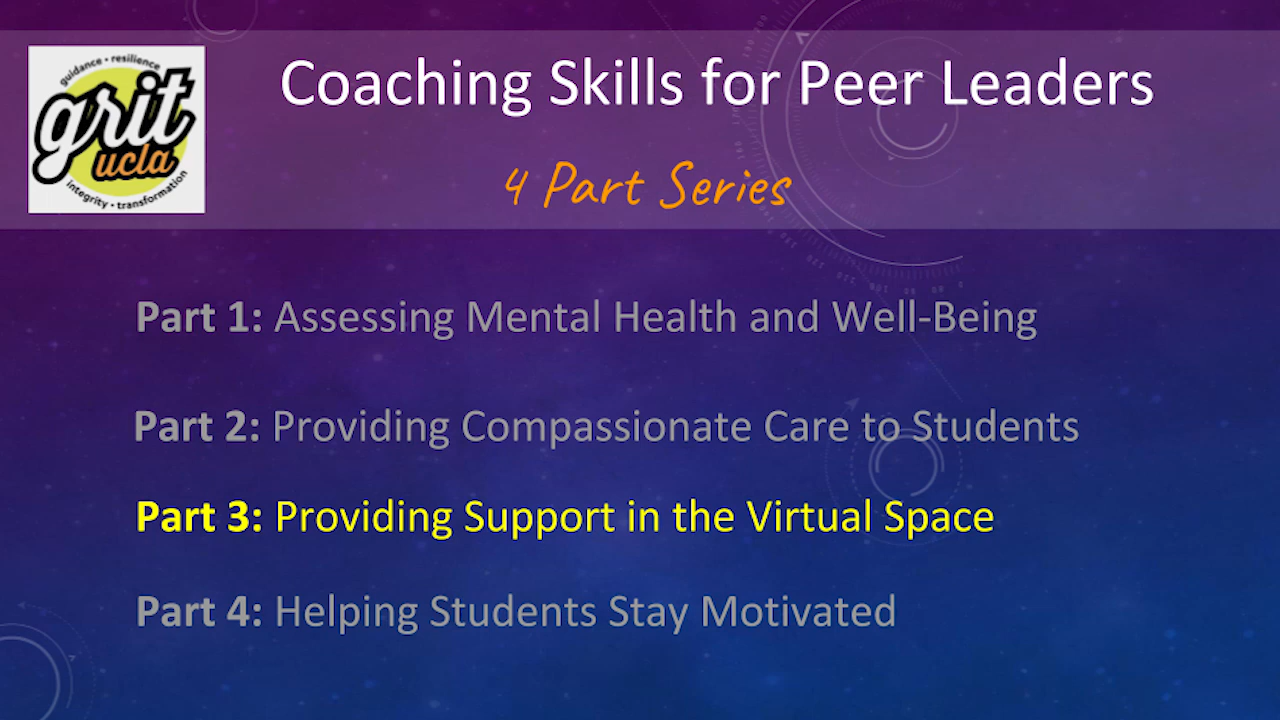 guidance • resilience
grit
ucla
integrity • transformation
Coaching Skills for Peer Leaders
4 Part Series
Part 1: Assessing Mental Health and Well-Being
Part 2: Providing Compassionate Care to Students
Part 3: Providing Support in the Virtual Space
Part 4: Helping Students Stay Motivated